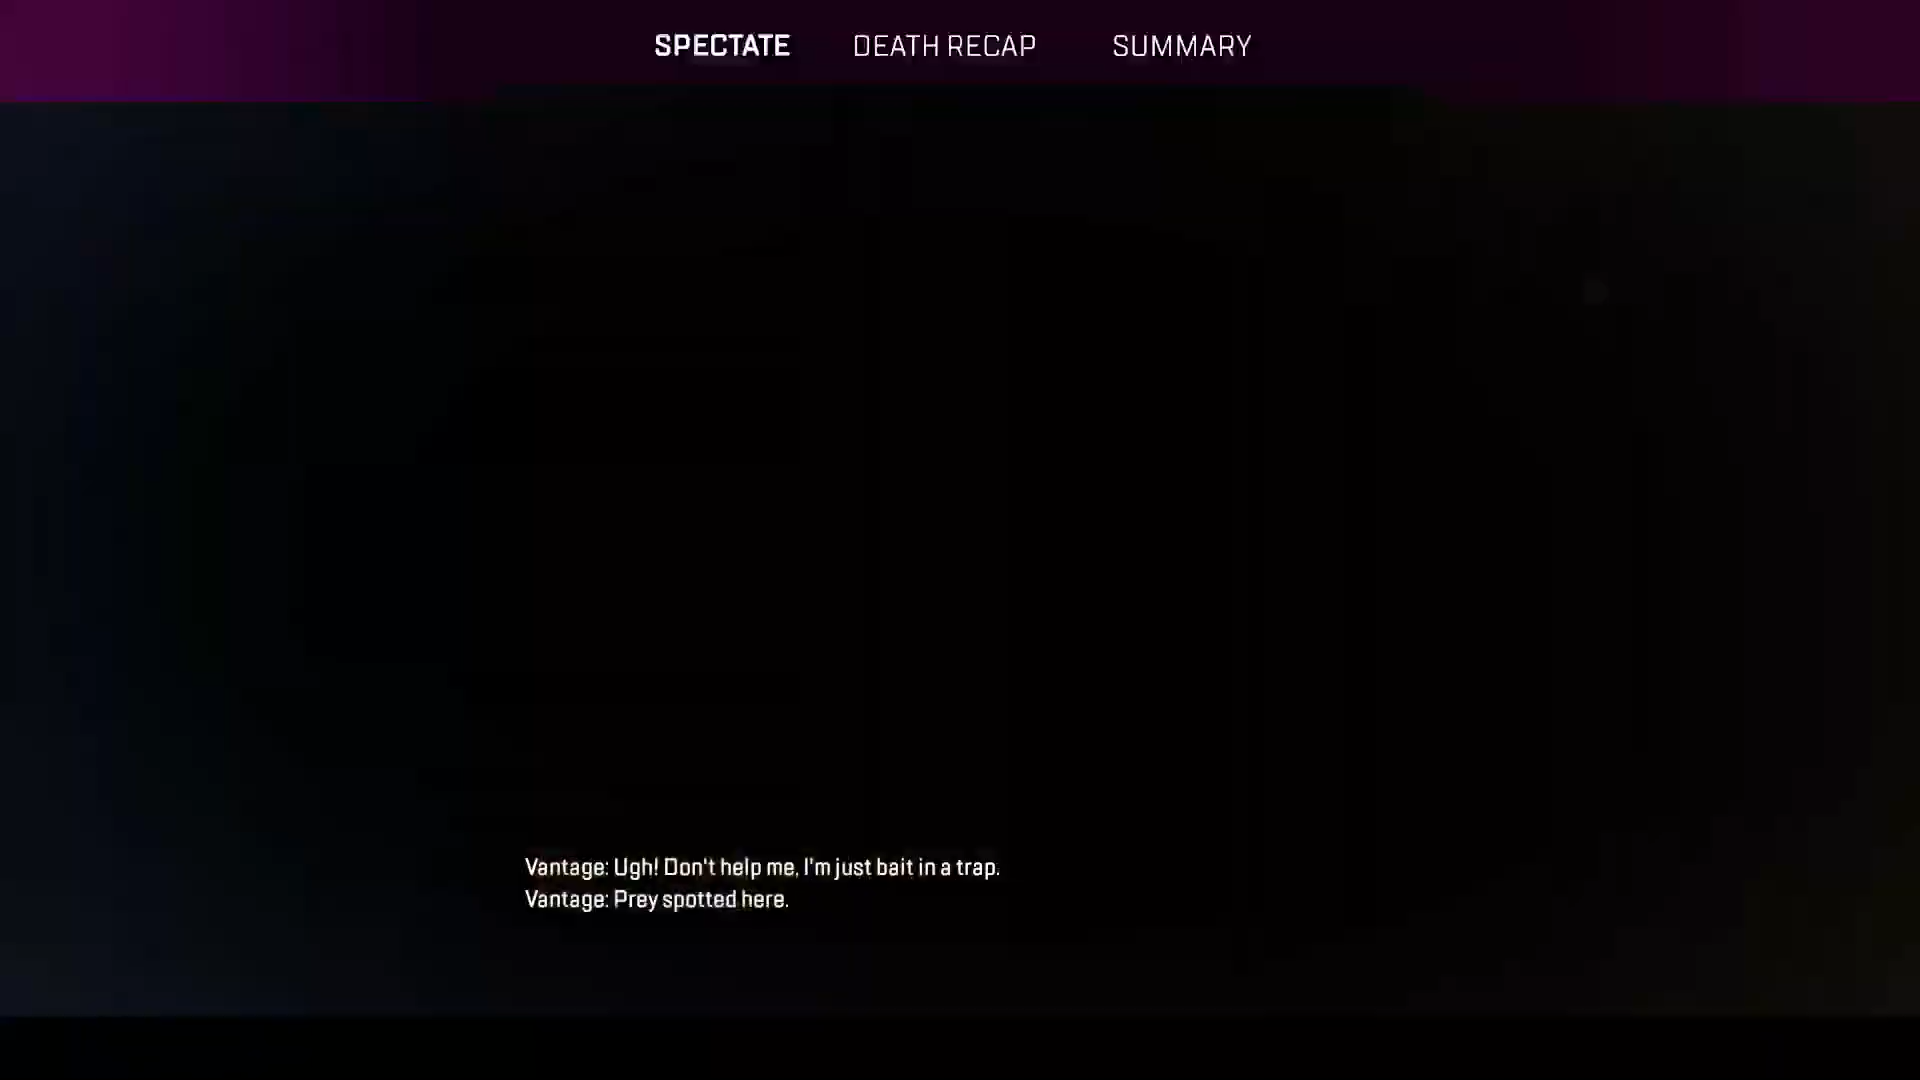 SPECTATE DEATH RECAP SUMMARY
Vantage: Ugh! Don't help me, I'm just bait in a trap.
Vantage: Prey spotted here.